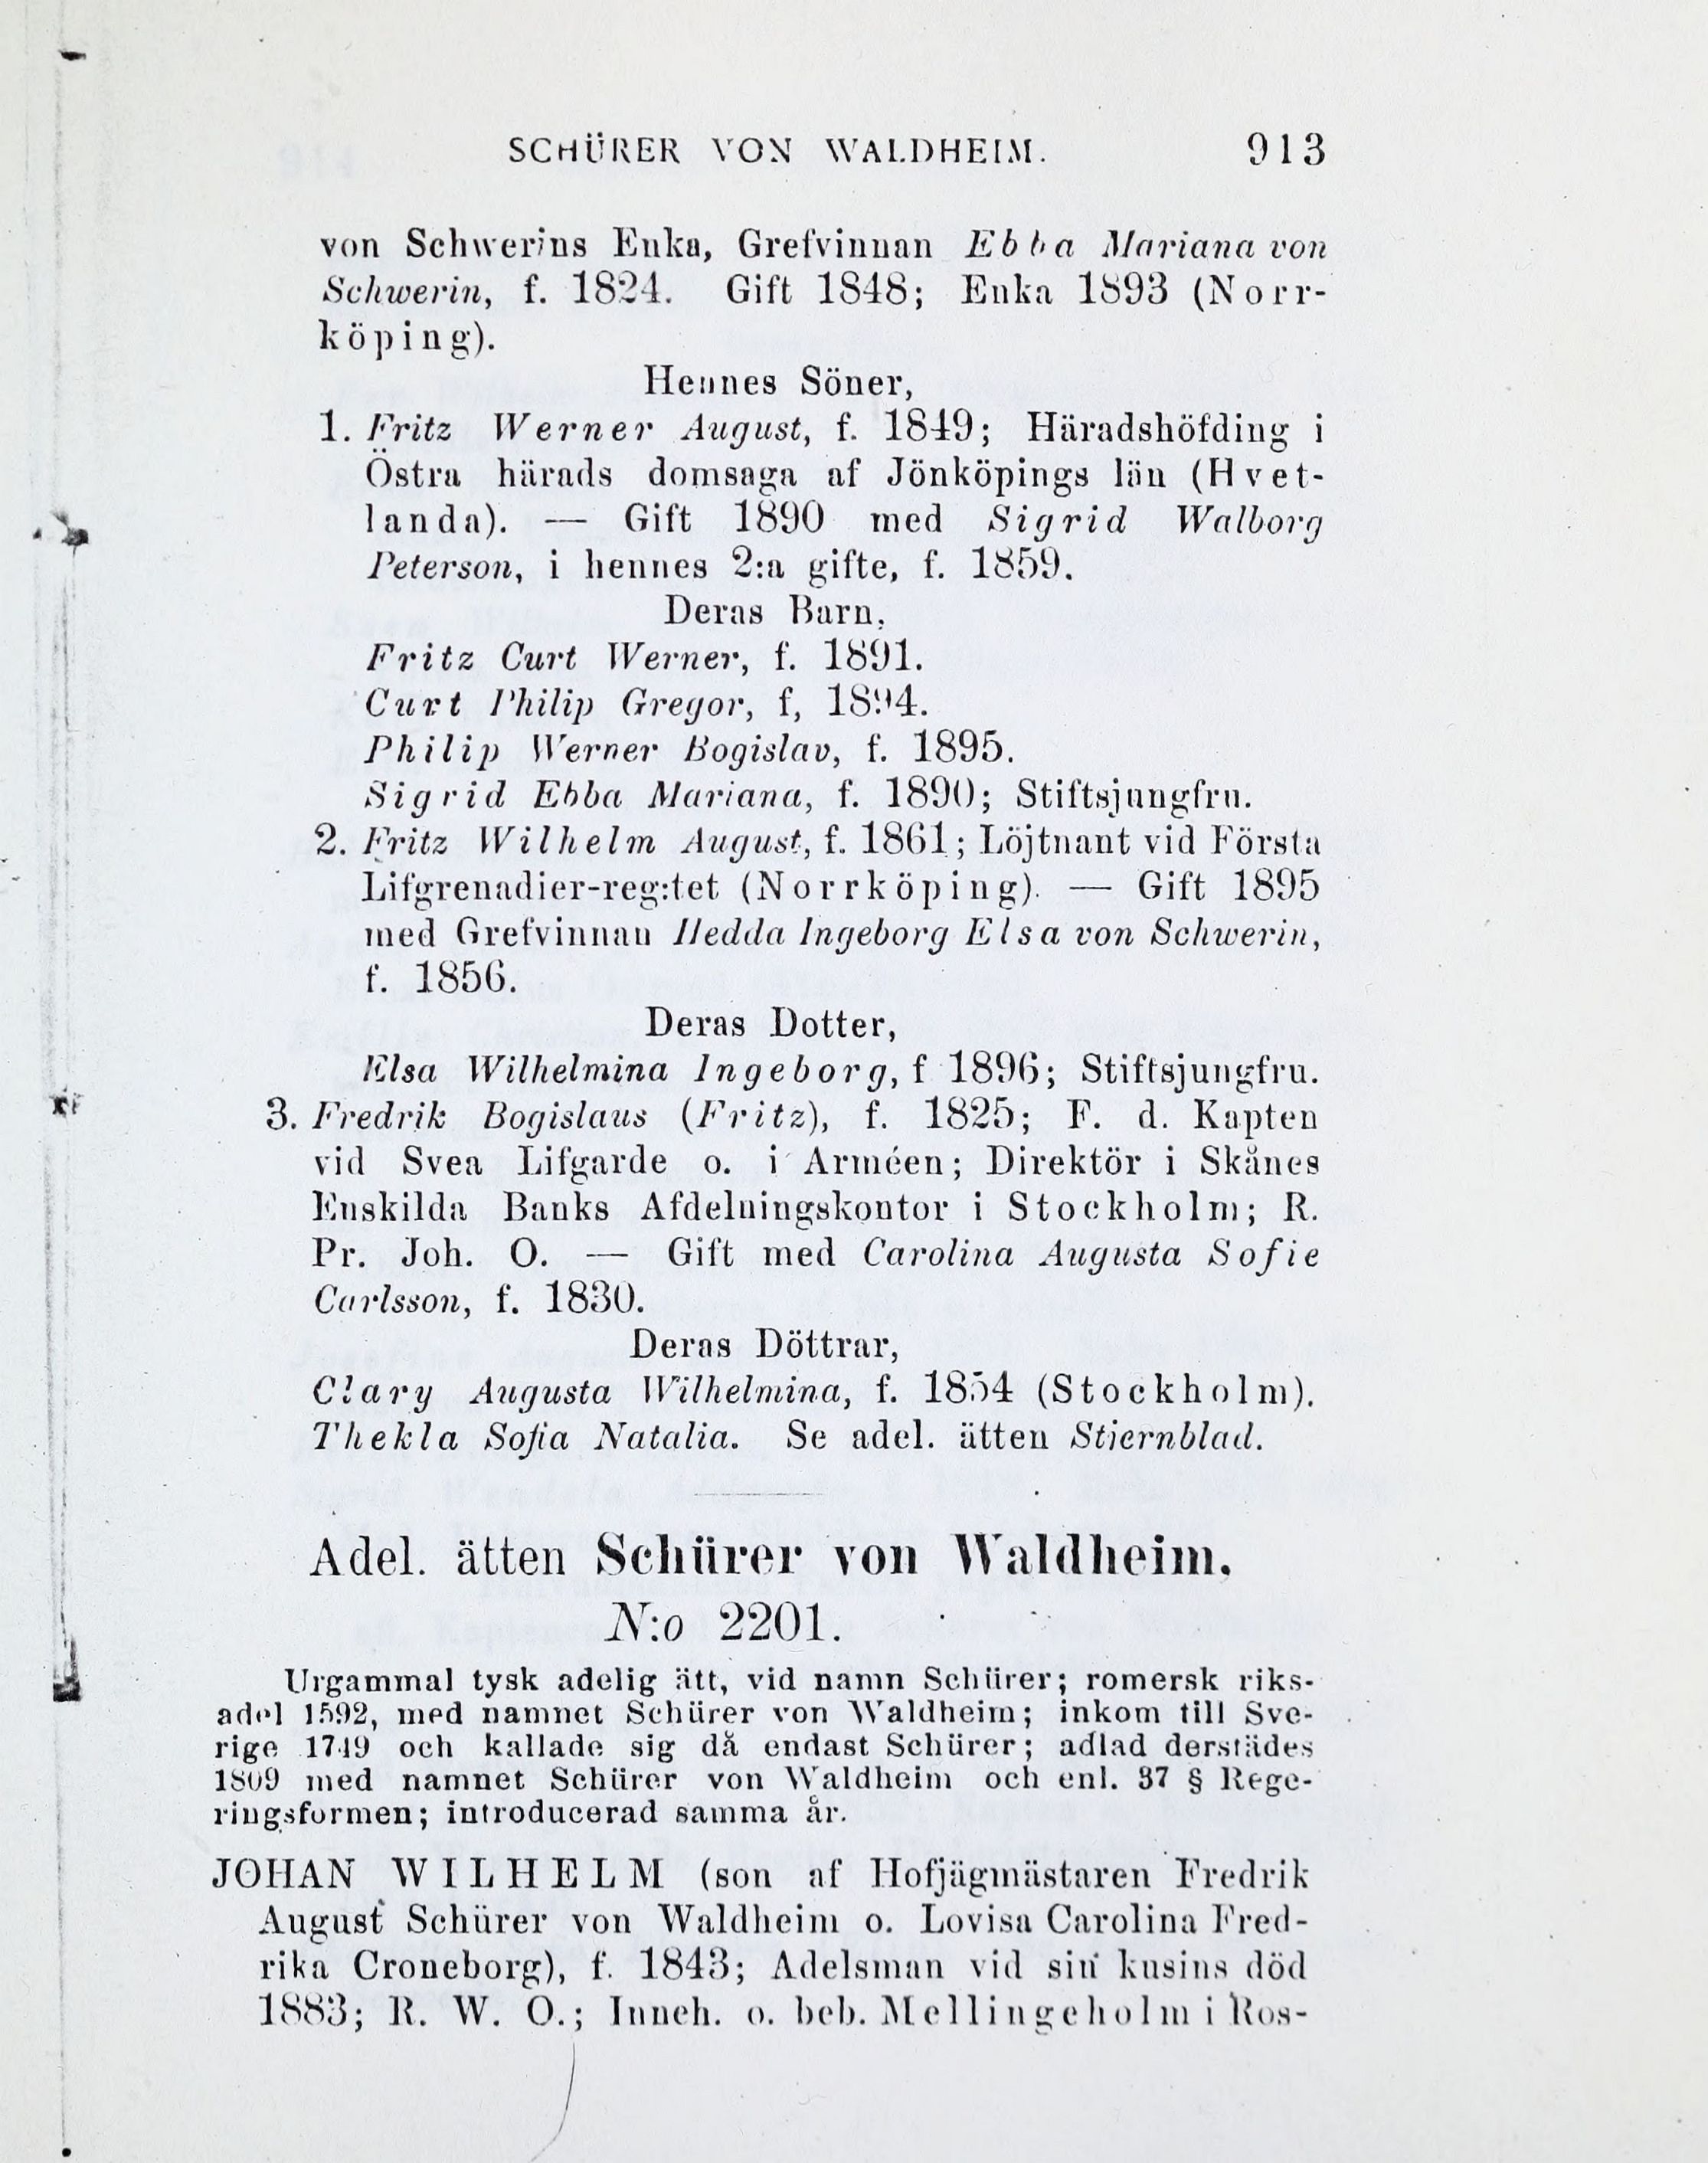 SCHÜRER VON WALDHEIM. 913
von Schwerins Enka, Grefvinnan Ebba Mariana von
Schwerin, f. 1824. Gift 1848; Enka 1893 (Norr-
köping).
Hennes Söner,
1. Fritz Werner August, f. 1849; Häradshöfding i
Östra härads domsaga af Jönköpings län (Hvet-
landa). — Gift 1890 med Sigrid Walborg
Peterson, i hennes 2:a gifte, f. 1859.
Deras Barn,
Fritz Curt Werner, f. 1891.
Curt Philip Gregor, f, 1894.
Philip Werner Bogislav, f. 1895.
Sigrid Ebba Mariana, f. 1890; Stiftsjungfru.
2. Fritz Wilhelm August, f. 1861; Löjtnant vid Första
Lifgrenadier-reg:tet (Norrköping). — Gift 1895
med Grefvinnan Hedda Ingeborg Elsa von Schwerin,
f. 1856.
Deras Dotter,
Elsa Wilhelmina Ingeborg, f 1896; Stiftsjungfru.
3. Fredrik Bogislaus (Fritz), f. 1825; F. d. Kapten
vid Svea Lifgarde o. i Arméen; Direktör i Skånes
Enskilda Banks Afdelningskontor i Stockholm; R.
Pr. Joh. O. — Gift med Carolina Augusta Sofie
Carlsson, f. 1830.
Deras Döttrar,
Clary Augusta Wilhelmina, f. 1854 (Stockholm).
Thekla Sofia Natalia. Se adel. ätten Stiernblad.
Adel. ätten Schürer von Waldheim.
N:o 2201.
Urgammal tysk adelig ätt, vid namn Schürer; romersk riks-
adel 1592, med namnet Schürer von Waldheim; inkom till Sve-
rige 1749 och kallade sig då endast Schürer; adlad derstädes
1809 med namnet Schürer von Waldheim och enl. 37 § Rege-
ringsformen; introducerad samma år.
JOHAN WILHELM (son af Hofjägmästaren Fredrik
August Schürer von Waldheim o. Lovisa Carolina Fred-
rika Croneborg), f. 1843; Adelsman vid sin kusins död
1883; R. W. O.; Inneh. o. beb. Mellingeholm i Ros-